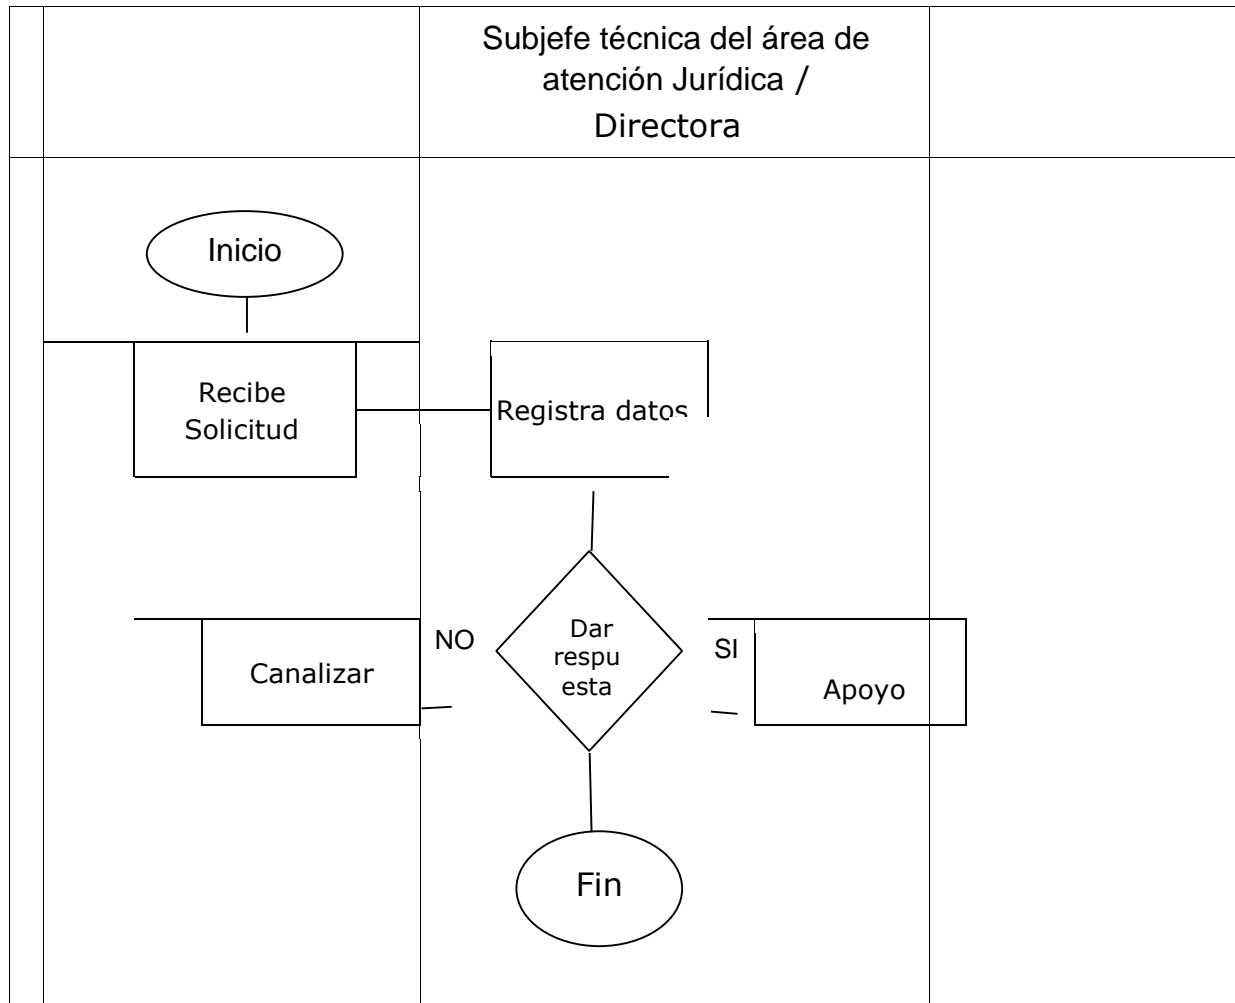 Subjefe técnica del área de
atención Jurídica /
Directora
Inicio
Recibe
Solicitud
Registra datos
NO
Dar
respu
esta
SI
Canalizar
Apoyo
Fin